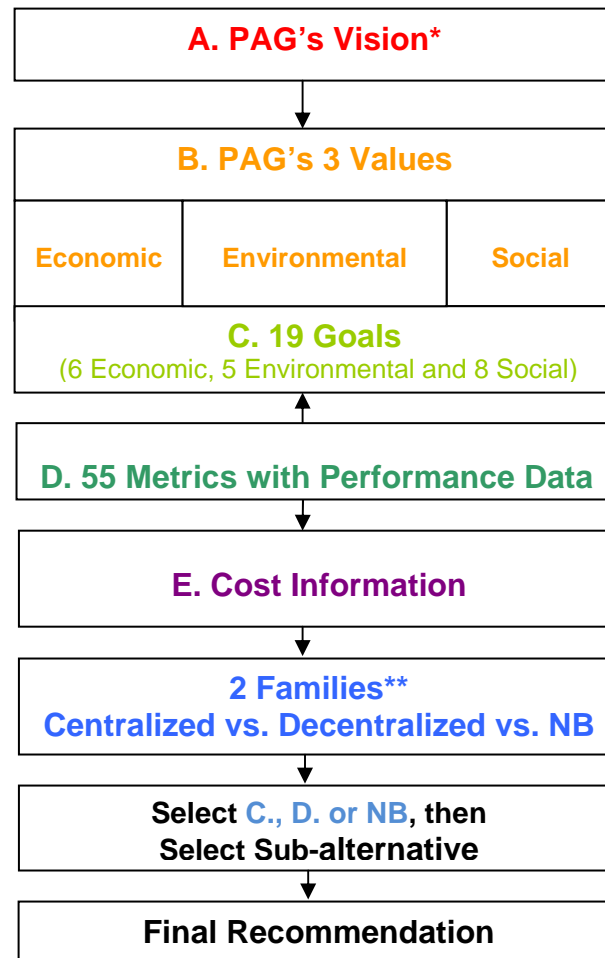 A. PAG’s Vision*
B. PAG’s 3 Values
Economic Environmental Social
C. 19 Goals
(6 Economic, 5 Environmental and 8 Social)
D. 55 Metrics with Performance Data
E. Cost Information
2 Families**
Centralized vs. Decentralized vs. NB
Select C., D. or NB, then
Select Sub-alternative
Final Recommendation